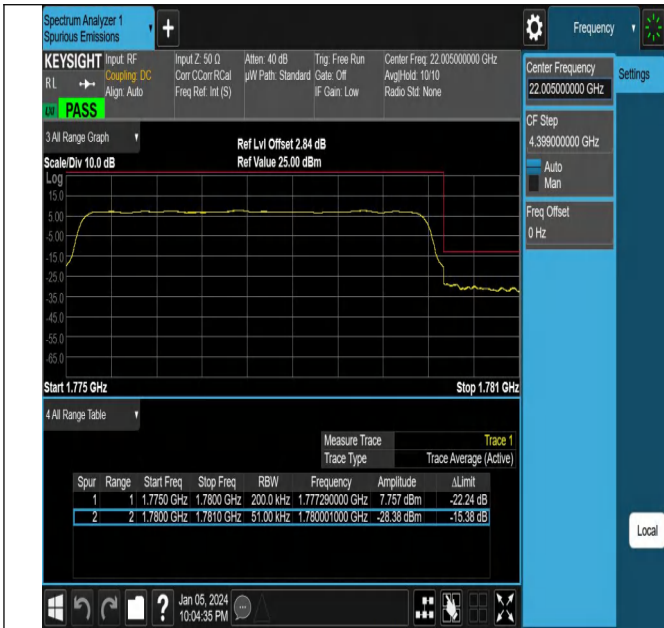 Spectrum Analyzer 1
Spurious Emissions
Frequency
KEYSIGHT Input: RF Input Z: 50 Ω Atten: 40 dB Trig: Free Run Center Freq: 22.005000000 GHz
RL Coupling: DC Corr CCorr RCal µW Path: Standard Gate: Off Avg|Hold: 10/10
Align: Auto Freq Ref: Int (S) IF Gain: Low Radio Std: None
PASS
Center Frequency
22.005000000 GHz
Settings
CF Step
4.399000000 GHz
Auto
Man
Freq Offset
0 Hz
3 All Range Graph
Ref Lvl Offset 2.84 dB
Scale/Div 10.0 dB Ref Value 25.00 dBm
Log
15.0
5.00
-5.00
-15.0
-25.0
-35.0
-45.0
-55.0
-65.0
Start 1.775 GHz Stop 1.781 GHz
4 All Range Table
Measure Trace Trace 1
Trace Type Trace Average (Active)
Spur Range Start Freq Stop Freq RBW Frequency Amplitude ΔLimit
1 1 1.7750 GHz 1.7800 GHz 200.0 kHz 1.777290000 GHz 7.757 dBm -22.24 dB
2 2 1.7800 GHz 1.7810 GHz 51.00 kHz 1.780001000 GHz -28.38 dBm -15.38 dB
Local
Jan 05, 2024
10:04:35 PM